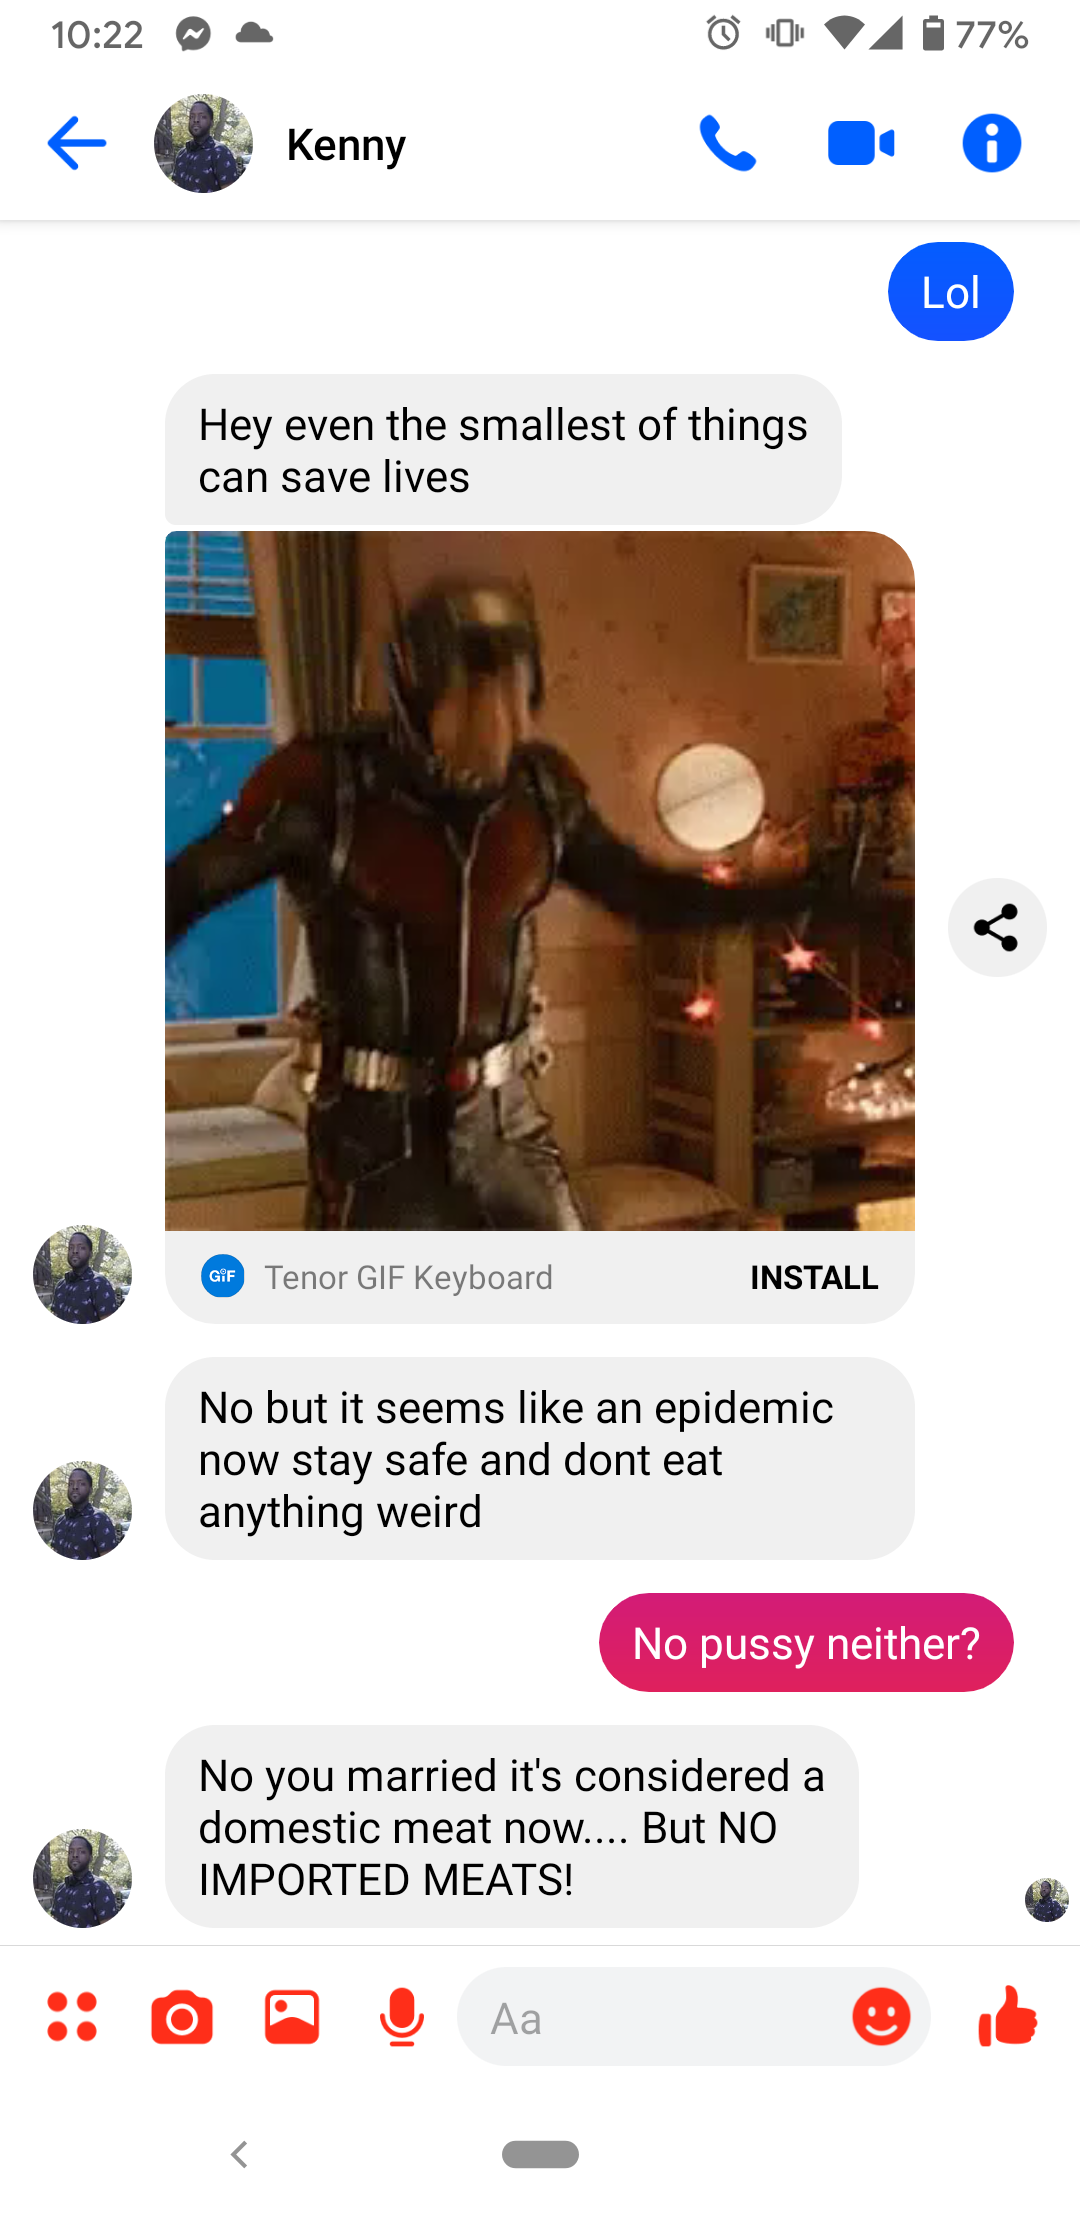 10:22
77%
Kenny
Lol
Hey even the smallest of things
can save lives
GIF
Tenor GIF Keyboard
INSTALL
No but it seems like an epidemic
now stay safe and dont eat
anything weird
No pussy neither?
No you married it's considered a
domestic meat now.... But NO
IMPORTED MEATS!
Aa